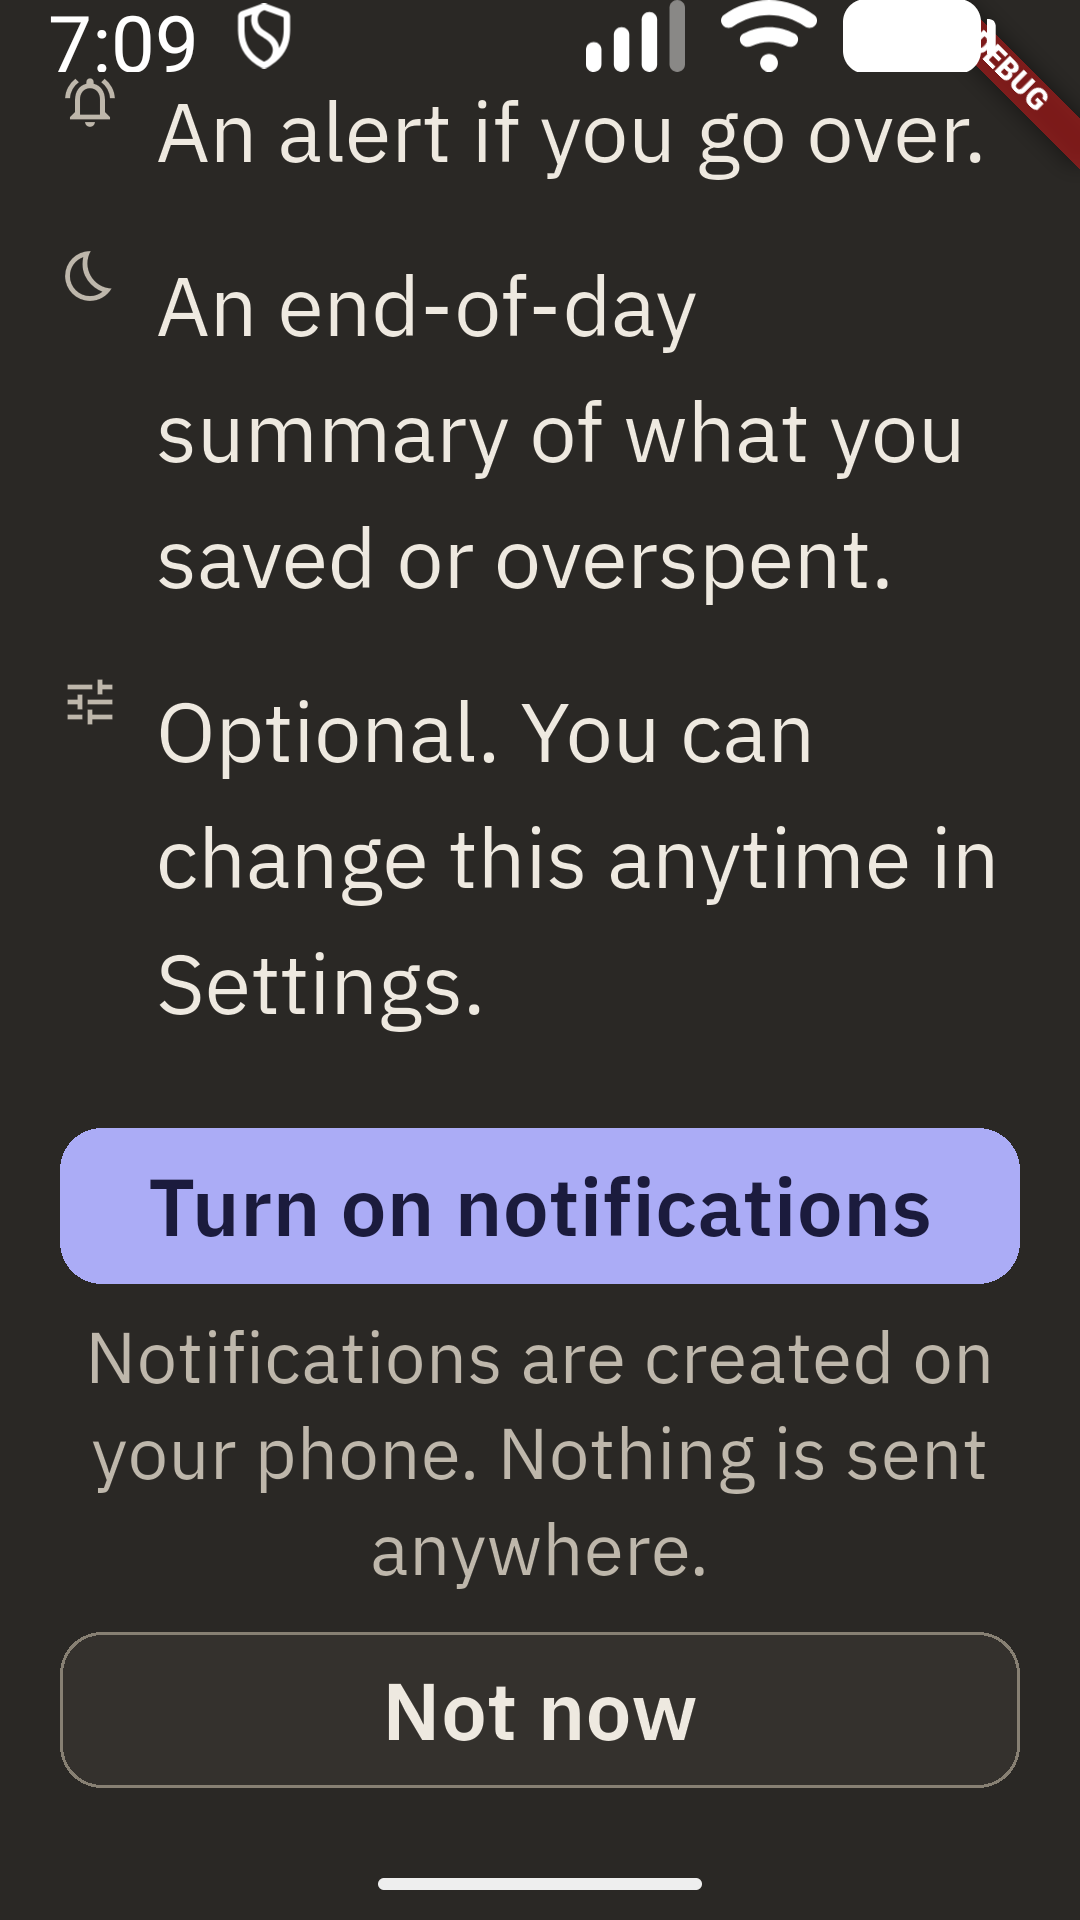 7:09
DEBUG
An alert if you go over.
An end-of-day
summary of what you
saved or overspent.
Optional. You can
change this anytime in
Settings.
Turn on notifications
Notifications are created on
your phone. Nothing is sent
anywhere.
Not now